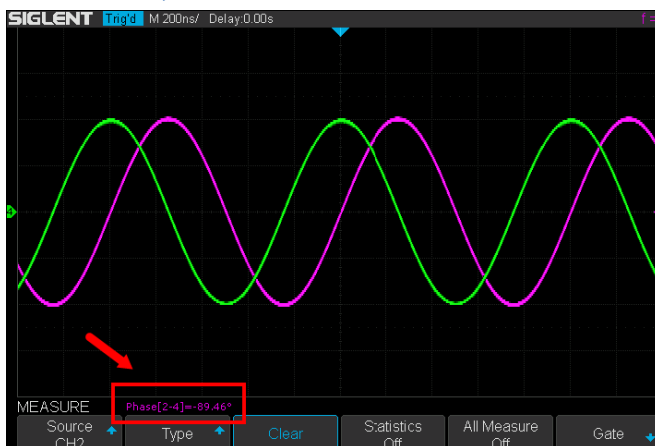 SIGLENT Trig'd M 200ns/ Delay:0.00s f =
4
MEASURE Phase[2-4]=-89.46°
Source Type Clear Statistics All Measure Gate
CH2 Off Off